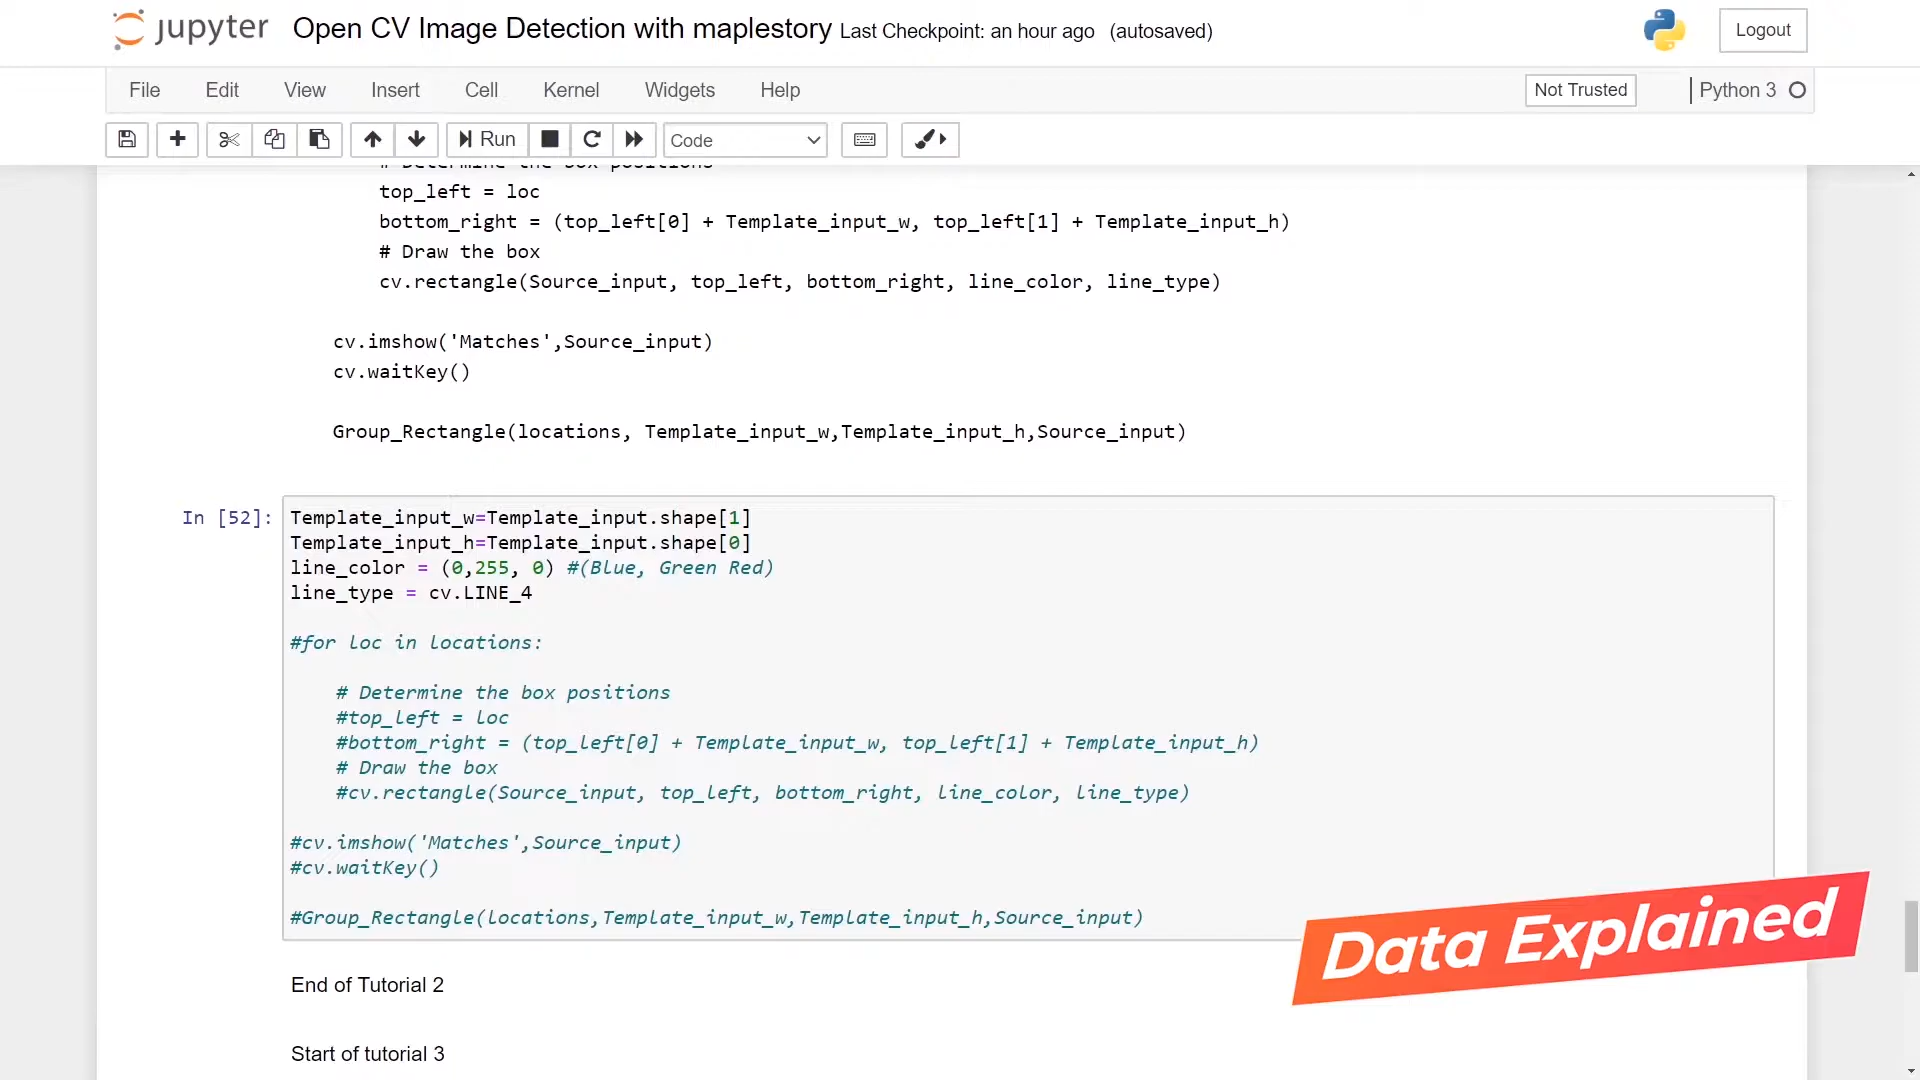 jupyter Open CV Image Detection with maplestory Last Checkpoint: an hour ago (autosaved) Logout
File Edit View Insert Cell Kernel Widgets Help Not Trusted Python 3
Run Code
# Determine the box positions
top_left = loc
bottom_right = (top_left[0] + Template_input_w, top_left[1] + Template_input_h)
# Draw the box
cv.rectangle(Source_input, top_left, bottom_right, line_color, line_type)
cv.imshow('Matches',Source_input)
cv.waitKey()
Group_Rectangle(locations, Template_input_w,Template_input_h,Source_input)
In [52]: Template_input_w=Template_input.shape[1]
Template_input_h=Template_input.shape[0]
line_color = (0,255, 0) #(Blue, Green Red)
line_type = cv.LINE_4
#for loc in locations:
# Determine the box positions
#top_left = loc
#bottom_right = (top_left[0] + Template_input_w, top_left[1] + Template_input_h)
# Draw the box
#cv.rectangle(Source_input, top_left, bottom_right, line_color, line_type)
#cv.imshow('Matches',Source_input)
#cv.waitKey()
#Group_Rectangle(locations,Template_input_w,Template_input_h,Source_input)
Data Explained
End of Tutorial 2
Start of tutorial 3